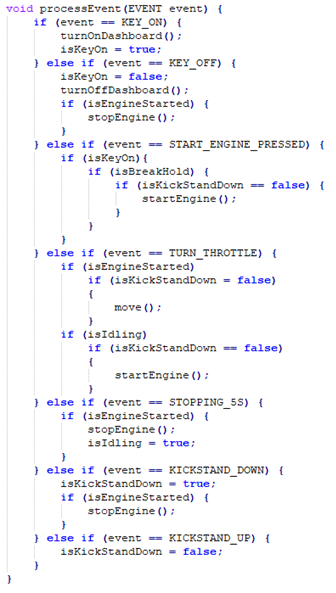 void processEvent(EVENT event) {
    if (event == KEY_ON) {
        turnOnDashboard();
        isKeyOn = true;
    } else if (event == KEY_OFF) {
        isKeyOn = false;
        turnOffDashboard();
        if (isEngineStarted) {
            stopEngine();
        }
    } else if (event == START_ENGINE_PRESSED) {
        if (isKeyOn){
            if (isBreakHold) {
                if (isKickStandDown == false) {
                    startEngine();
                }
            }
        }
    } else if (event == TURN_THROTTLE) {
        if (isEngineStarted)
            if (isKickStandDown = false)
            {
                move();
            }
        if (isIdling)
            if (isKickStandDown == false)
            {
                startEngine();
            }
    } else if (event == STOPPING_5S) {
        if (isEngineStarted) {
            stopEngine();
            isIdling = true;
        }
    } else if (event == KICKSTAND_DOWN) {
        isKickStandDown = true;
        if (isEngineStarted) {
            stopEngine();
        }
    } else if (event == KICKSTAND_UP) {
        isKickStandDown = false;
    }
}